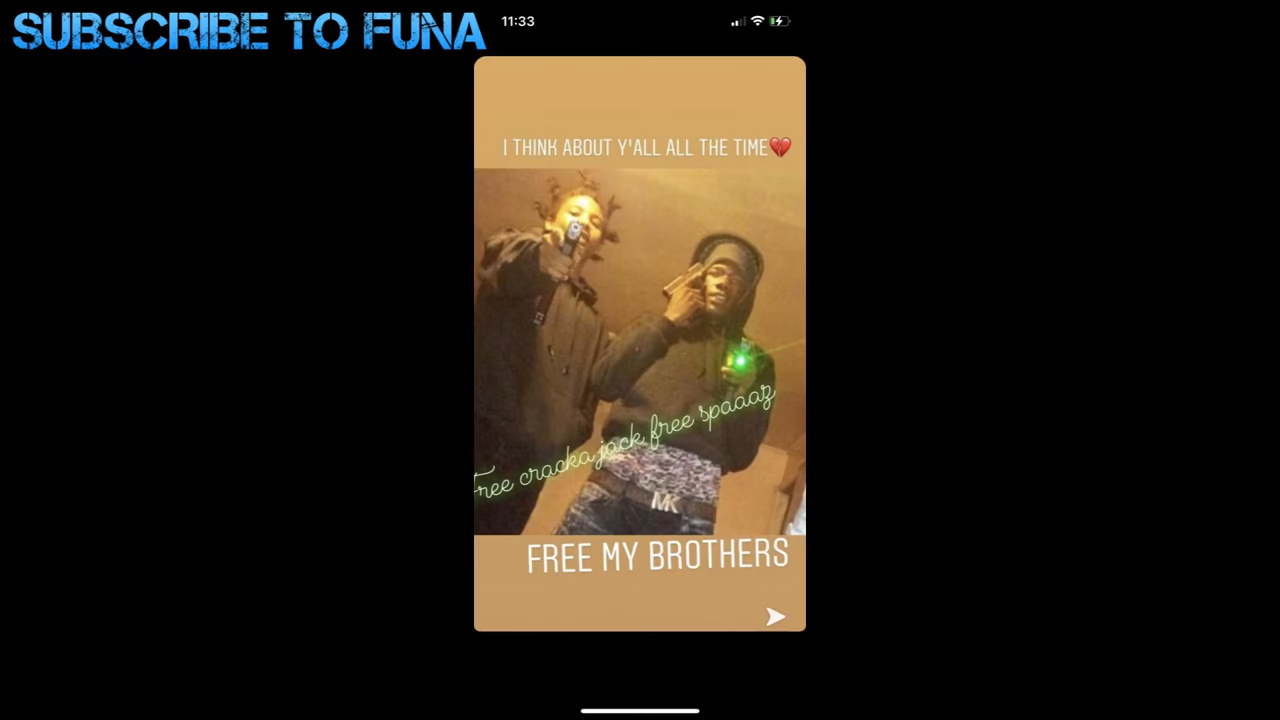 SUBSCRIBE TO FUNA
11:33
I THINK ABOUT Y'ALL ALL THE TIME💔
Free cracka jack free spaaaz
MK
FREE MY BROTHERS